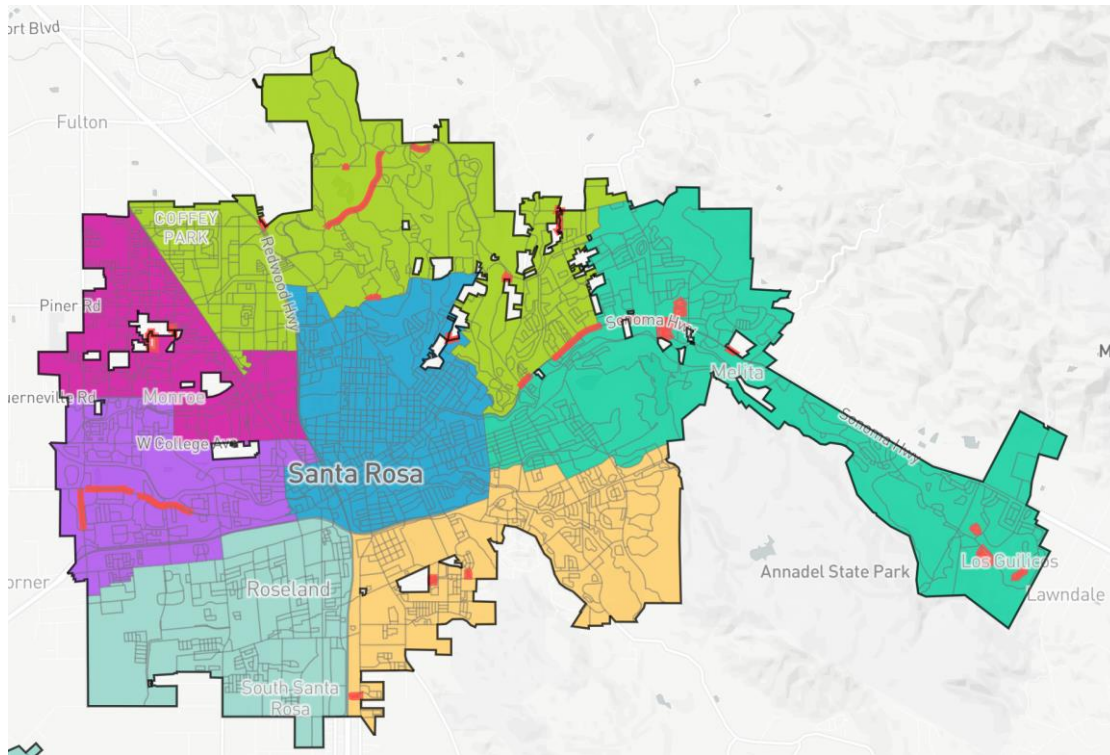 ort Blvd
Fulton
COFFEY
PARK
Redwood Hwy
Piner Rd
Sonoma Hwy
Melita
M
uerneville Rd
Monroe
W College Ave
Sonoma Hwy
Santa Rosa
Annadel State Park
Los Guilicos
Lawndale
orner
Roseland
South Santa
Rosa